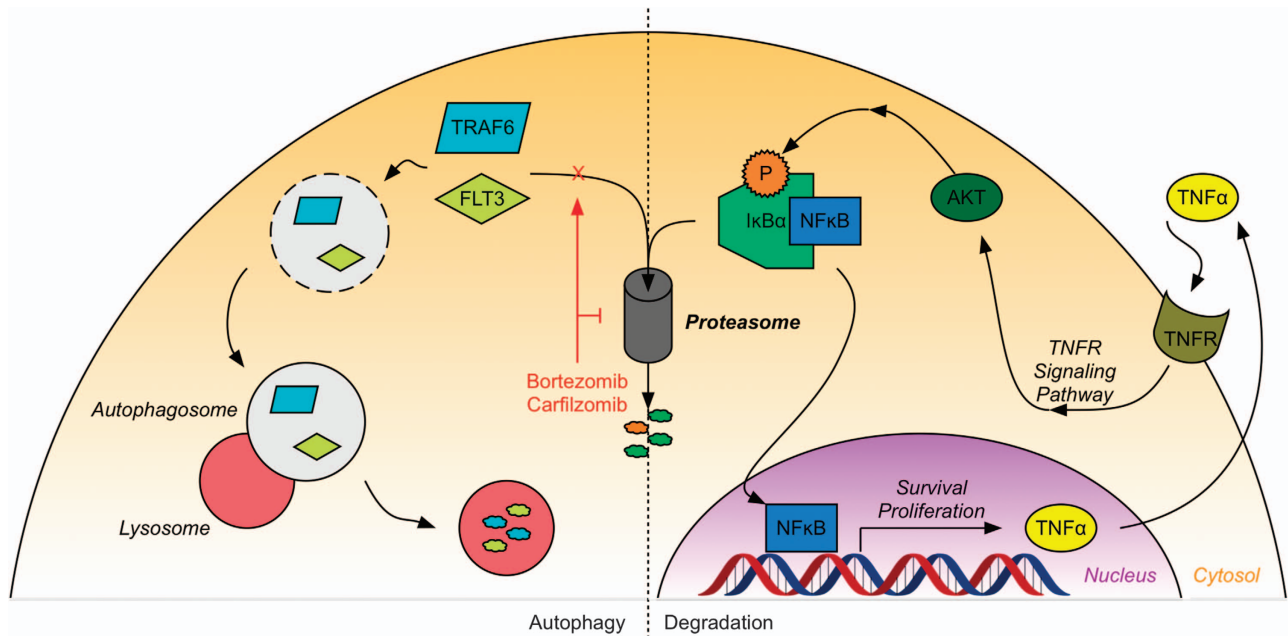 TRAF6
FLT3
P
IκBα
NFκB
AKT
TNFα
TNFR
TNFR
Signaling
Pathway
Proteasome
Bortezomib
Carfilzomib
Autophagosome
Lysosome
Survival
Proliferation
NFκB
TNFα
Nucleus
Cytosol
Autophagy
Degradation
X